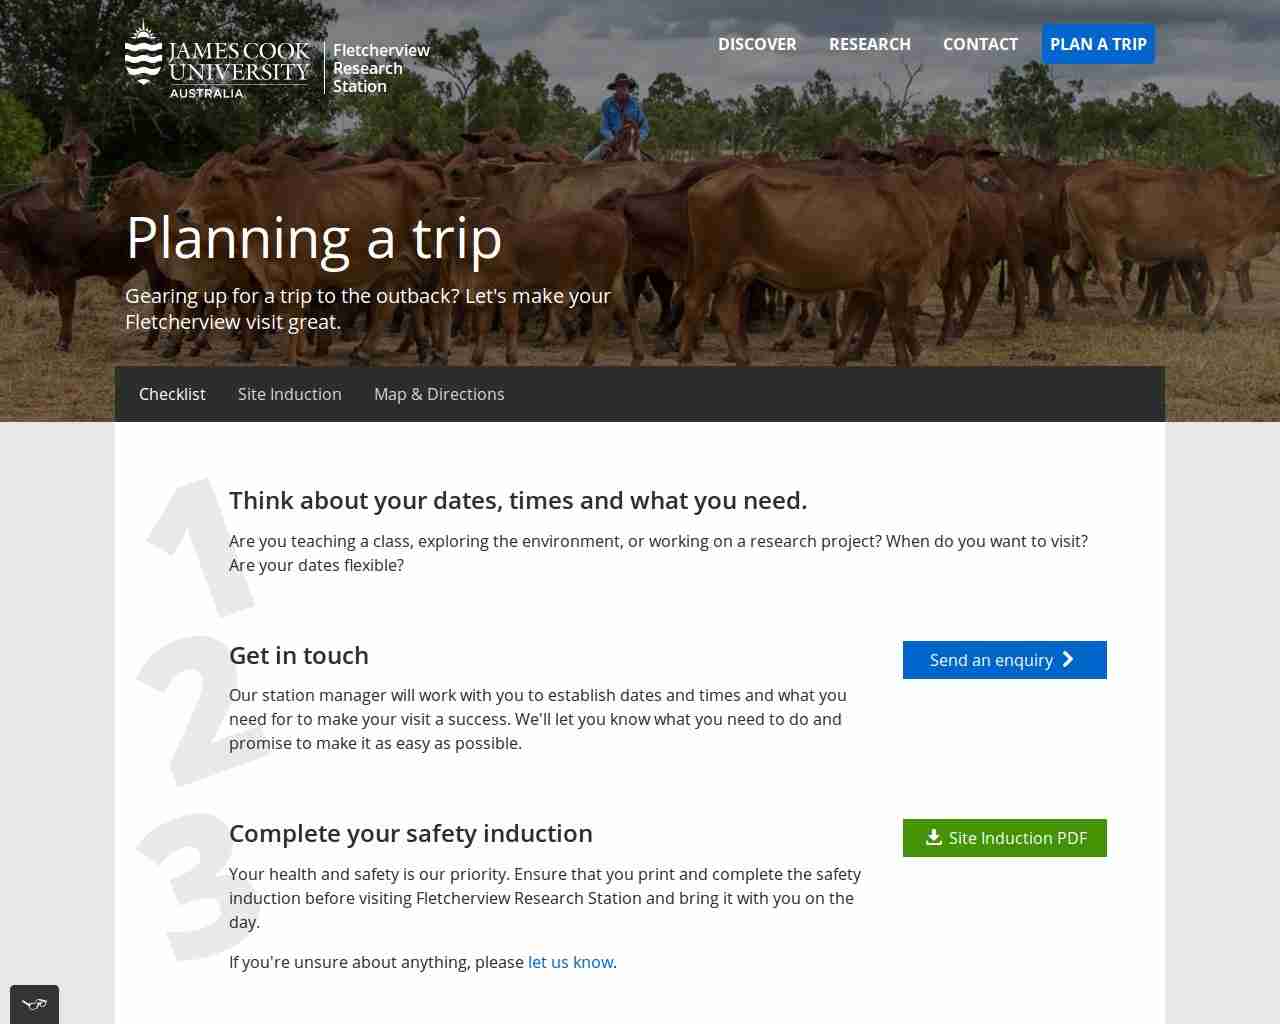 JAMES COOK
UNIVERSITY
AUSTRALIA
Fletcherview
Research
Station
DISCOVER
RESEARCH
CONTACT
PLAN A TRIP
Planning a trip
Gearing up for a trip to the outback? Let's make your
Fletcherview visit great.
Checklist
Site Induction
Map & Directions
1
Think about your dates, times and what you need.
Are you teaching a class, exploring the environment, or working on a research project? When do you want to visit?
Are your dates flexible?
2
Get in touch
Send an enquiry
Our station manager will work with you to establish dates and times and what you
need for to make your visit a success. We'll let you know what you need to do and
promise to make it as easy as possible.
3
Complete your safety induction
Site Induction PDF
Your health and safety is our priority. Ensure that you print and complete the safety
induction before visiting Fletcherview Research Station and bring it with you on the
day.
If you're unsure about anything, please let us know.